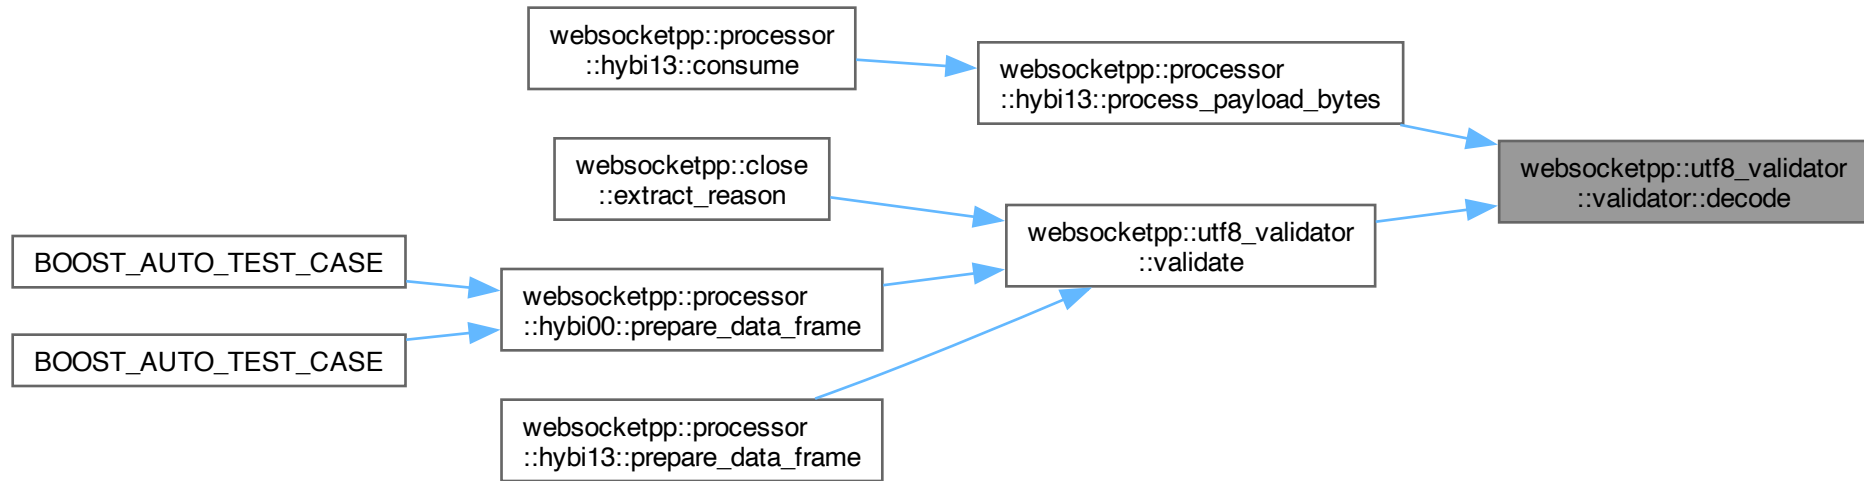 websocketpp::processor
::hybi13::consume
websocketpp::processor
::hybi13::process_payload_bytes
websocketpp::utf8_validator
::validator::decode
websocketpp::close
::extract_reason
websocketpp::utf8_validator
::validate
BOOST_AUTO_TEST_CASE
websocketpp::processor
::hybi00::prepare_data_frame
BOOST_AUTO_TEST_CASE
websocketpp::processor
::hybi13::prepare_data_frame